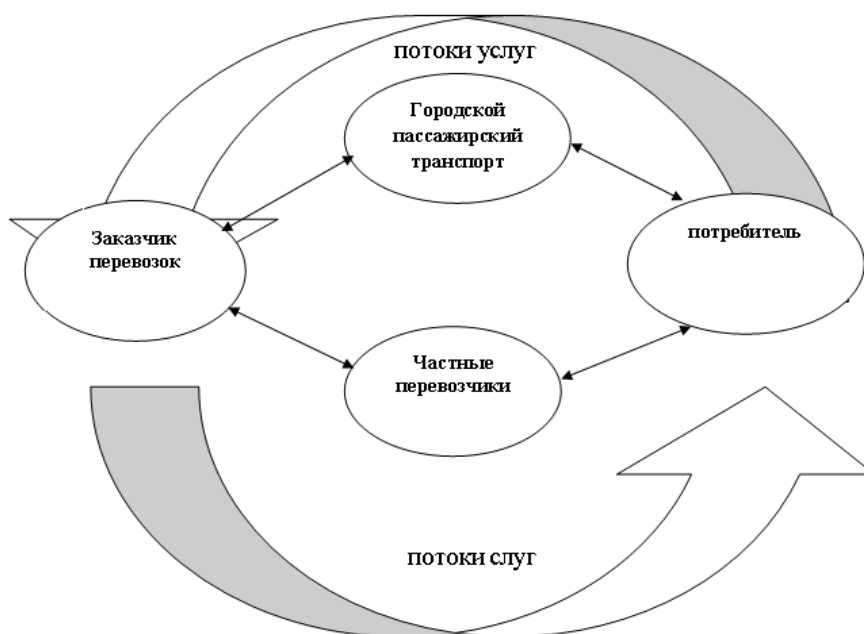 потоки услуг
Городской
пассажирский
транспорт
Заказчик
перевозок
потребитель
Частные
перевозчики
потоки слуг